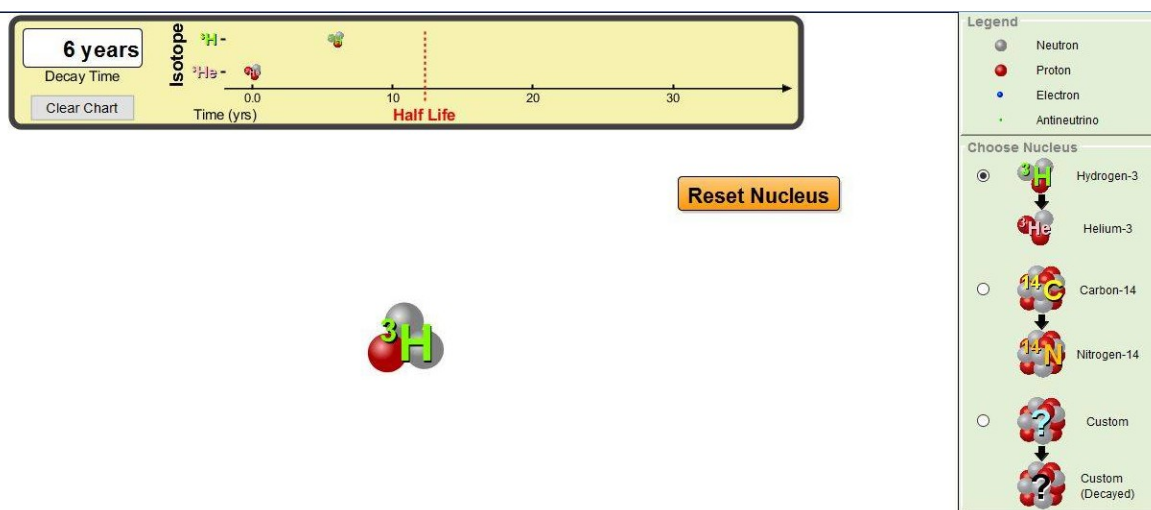 6 years
Decay Time
Clear Chart
Isotope
³H
³He
0.0 10 20 30
Time (yrs)
Half Life
Reset Nucleus
³H
Legend
Neutron
Proton
Electron
Antineutrino
Choose Nucleus
³H Hydrogen-3
³He Helium-3
¹⁴C Carbon-14
¹⁴N Nitrogen-14
? Custom
? Custom
(Decayed)